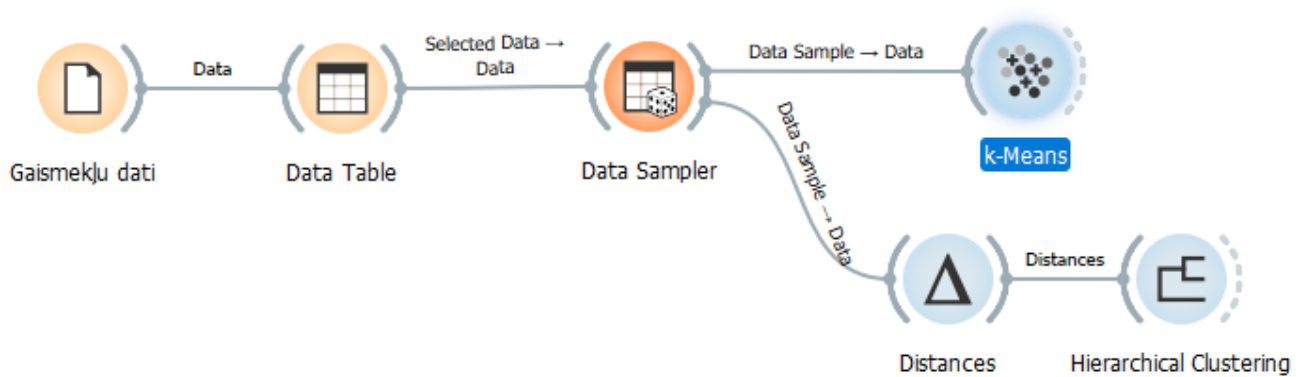 Data
Selected Data →
Data
Data Sample → Data
Gaismekļu dati
Data Table
Data Sampler
k-Means
Data Sample → Data
Distances
Distances
Hierarchical Clustering